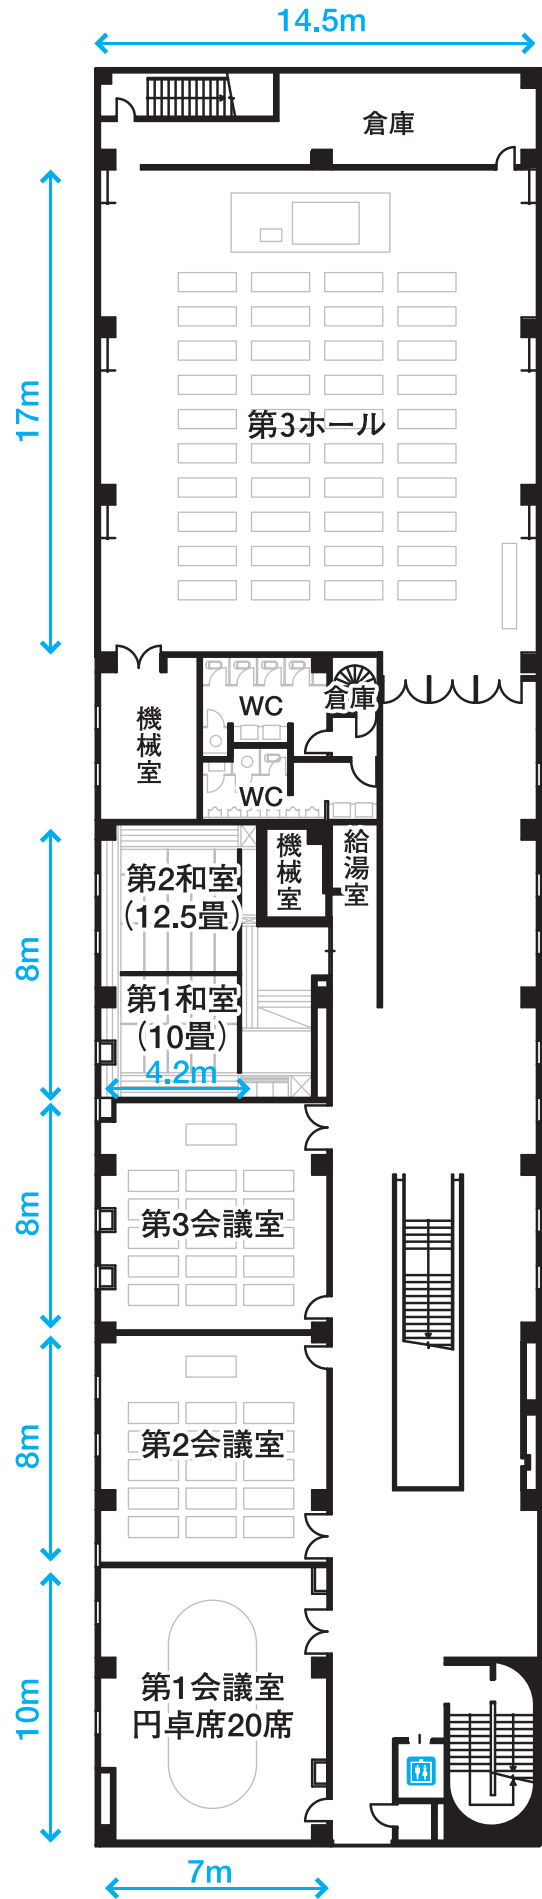 14.5m
倉庫
17m
第3ホール
WC
倉庫
機械室
WC
機械室
給湯室
8m
第2和室
(12.5畳)
第1和室
(10畳)
4.2m
8m
第3会議室
8m
第2会議室
10m
第1会議室
円卓席20席
7m